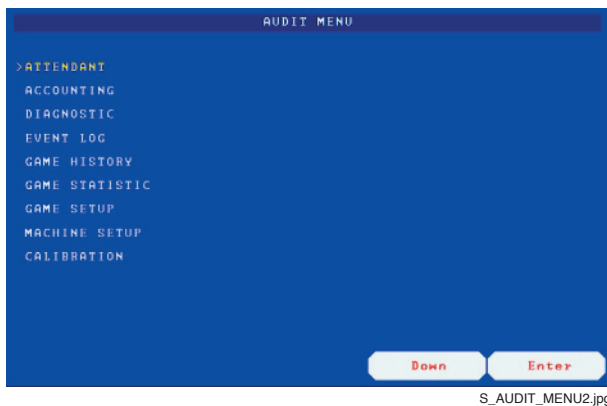 AUDIT MENU
>ATTENDANT
ACCOUNTING
DIAGNOSTIC
EVENT LOG
GAME HISTORY
GAME STATISTIC
GAME SETUP
MACHINE SETUP
CALIBRATION
Down Enter
S_AUDIT_MENU2.jpg